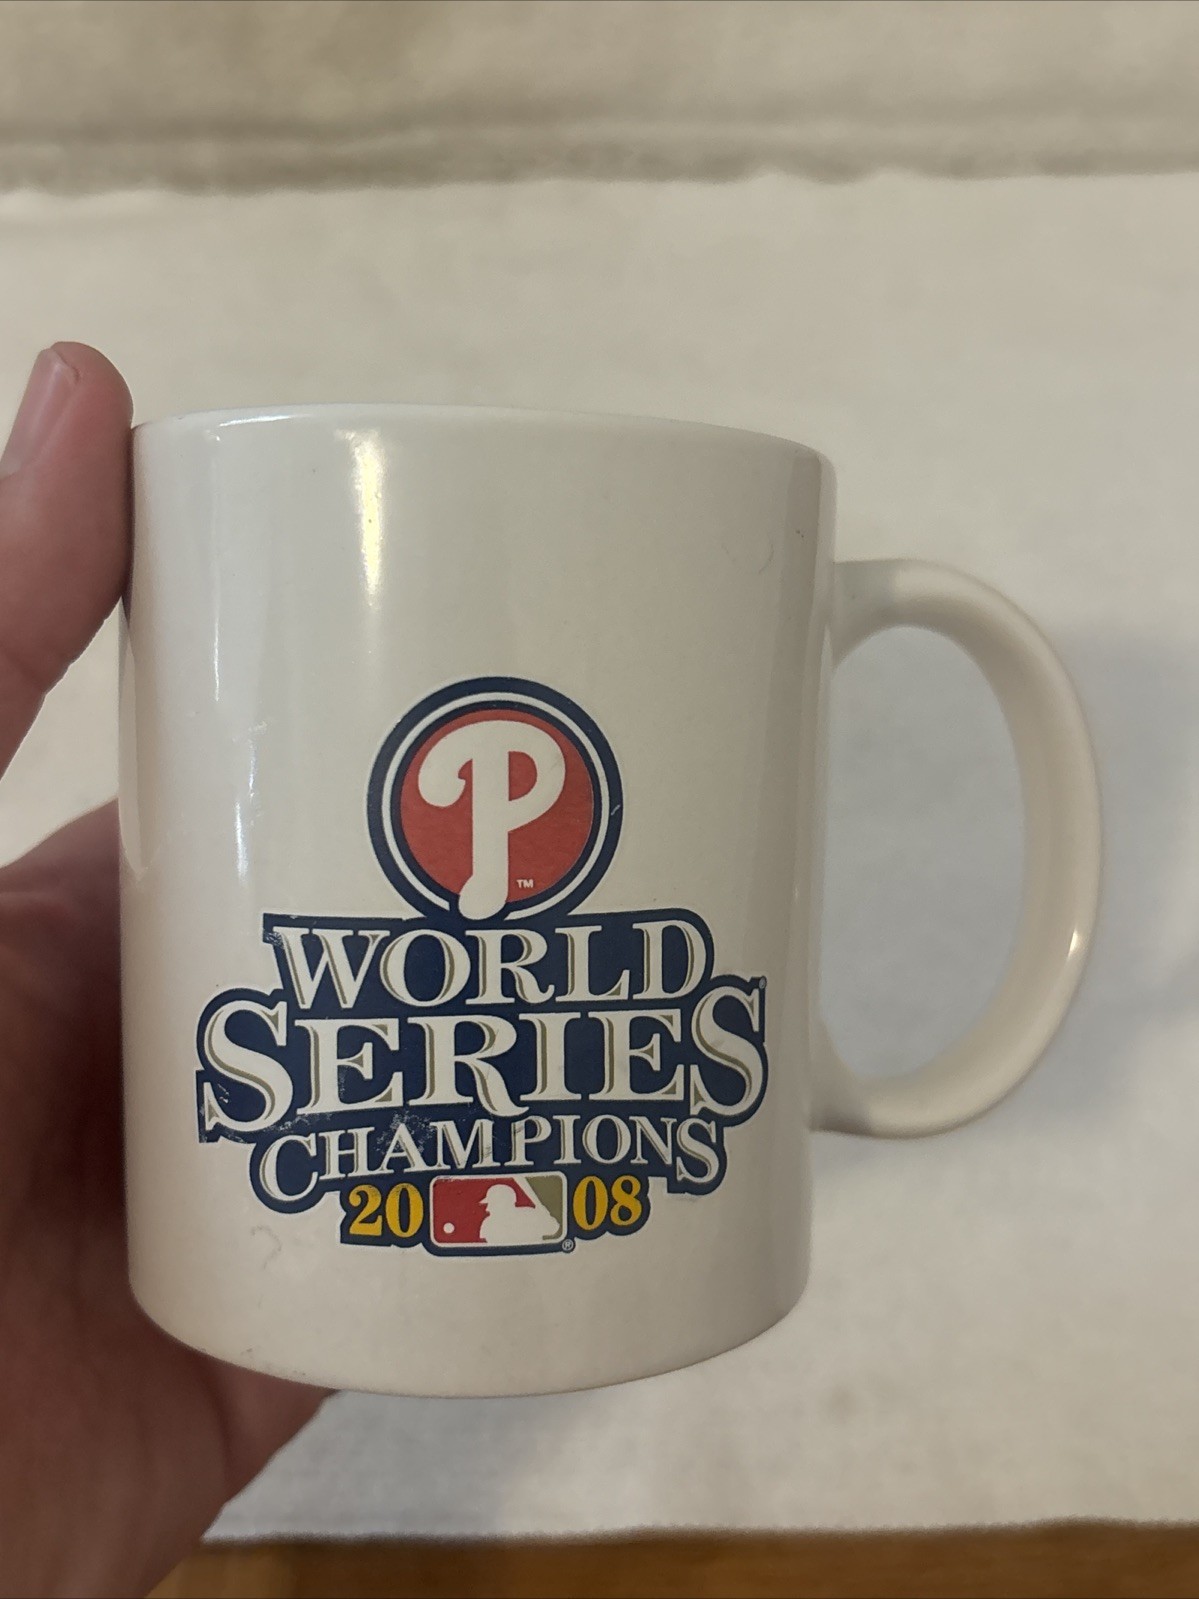 P
TM
WORLD
SERIES®
CHAMPIONS
20 08
®